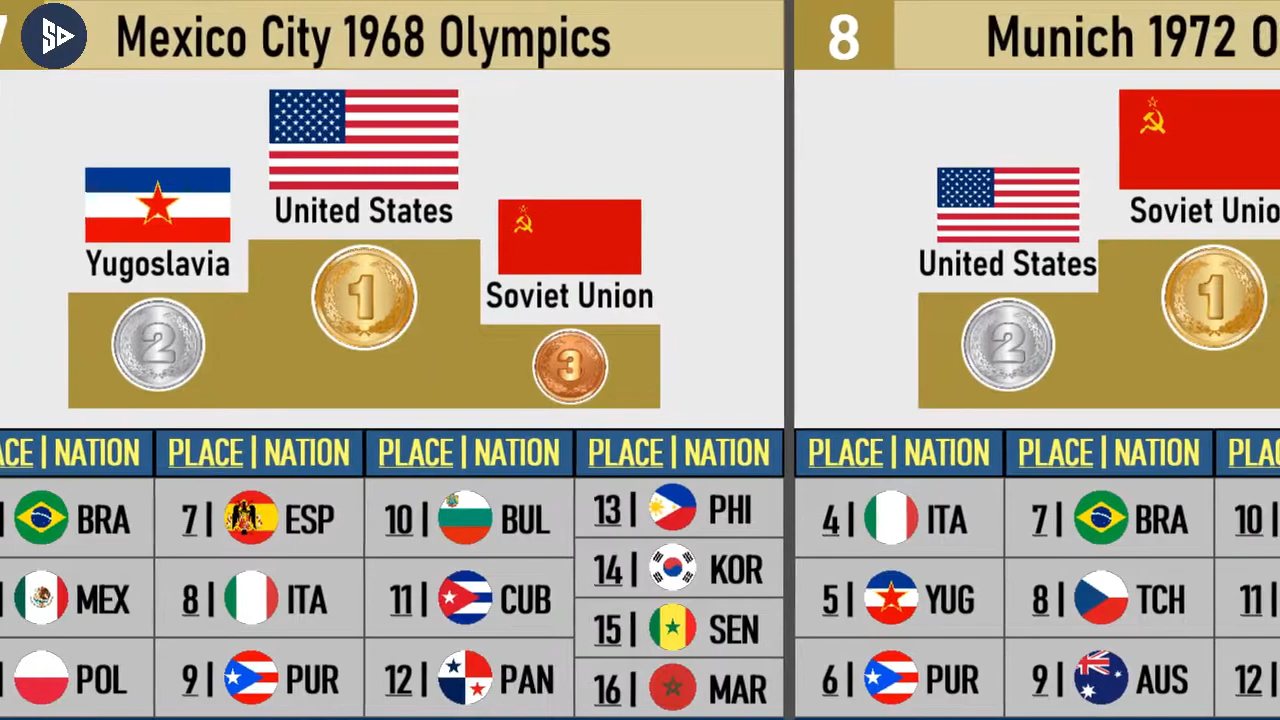 Mexico City 1968 Olympics
United States
Yugoslavia
Soviet Union
1
2
3
ACE | NATION
PLACE | NATION
PLACE | NATION
PLACE | NATION
BRA
7 | ESP
10 | BUL
13 | PHI
MEX
8 | ITA
11 | CUB
14 | KOR
POL
9 | PUR
12 | PAN
15 | SEN
16 | MAR
8
Munich 1972 O
Soviet Unio
United States
1
2
PLACE | NATION
PLACE | NATION
PLA
4 | ITA
7 | BRA
10 |
5 | YUG
8 | TCH
11 |
6 | PUR
9 | AUS
12 |